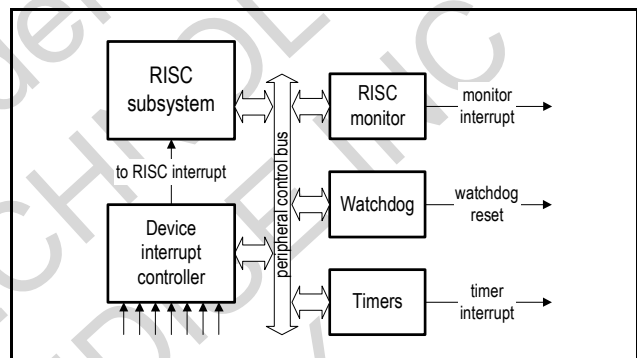 RISC
subsystem
RISC
monitor
monitor
interrupt
to RISC interrupt
peripheral control bus
Watchdog
watchdog
reset
Device
interrupt
controller
Timers
timer
interrupt